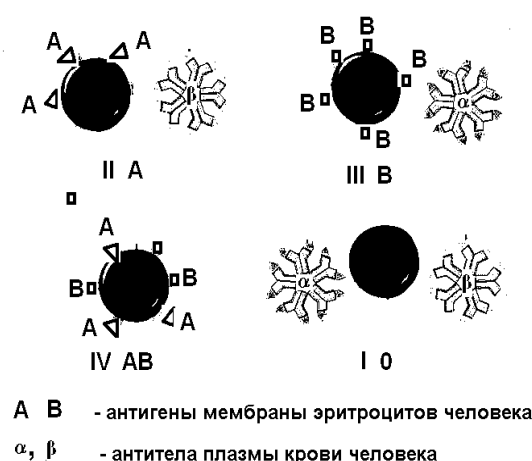 A A B B
A β B B α
B
II A III B
A
B B α β
A A
IV AB I 0
A B - антигены мембраны эритроцитов человека
α, β - антитела плазмы крови человека